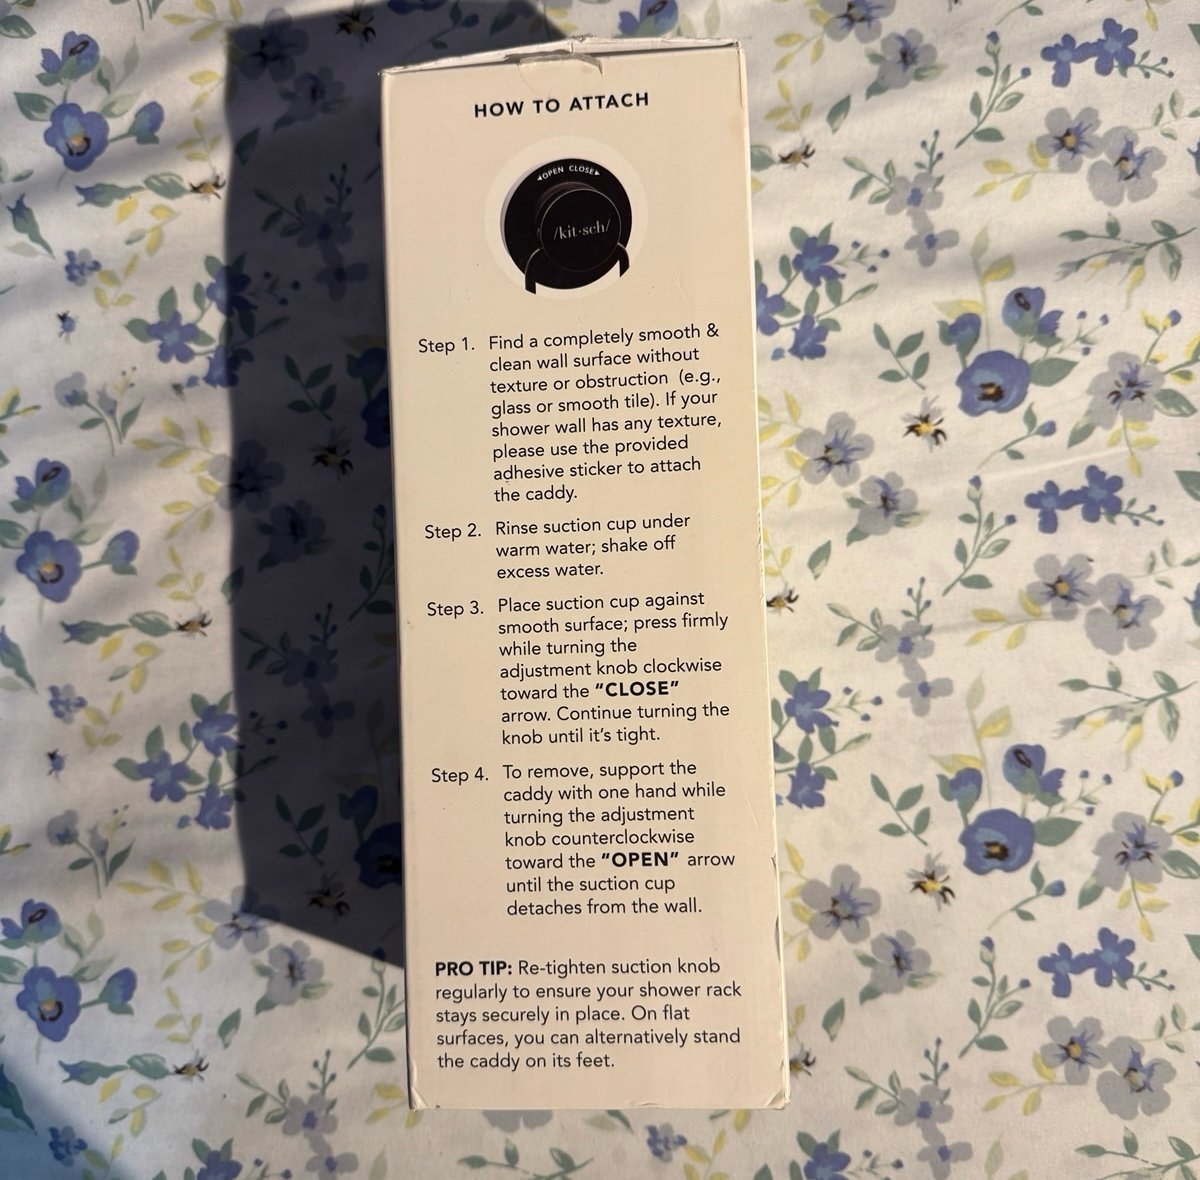 HOW TO ATTACH
◄OPEN CLOSE►
/kit·sch/
Step 1. Find a completely smooth &
clean wall surface without
texture or obstruction (e.g.,
glass or smooth tile). If your
shower wall has any texture,
please use the provided
adhesive sticker to attach
the caddy.
Step 2. Rinse suction cup under
warm water; shake off
excess water.
Step 3. Place suction cup against
smooth surface; press firmly
while turning the
adjustment knob clockwise
toward the "CLOSE"
arrow. Continue turning the
knob until it's tight.
Step 4. To remove, support the
caddy with one hand while
turning the adjustment
knob counterclockwise
toward the "OPEN" arrow
until the suction cup
detaches from the wall.
PRO TIP: Re-tighten suction knob
regularly to ensure your shower rack
stays securely in place. On flat
surfaces, you can alternatively stand
the caddy on its feet.